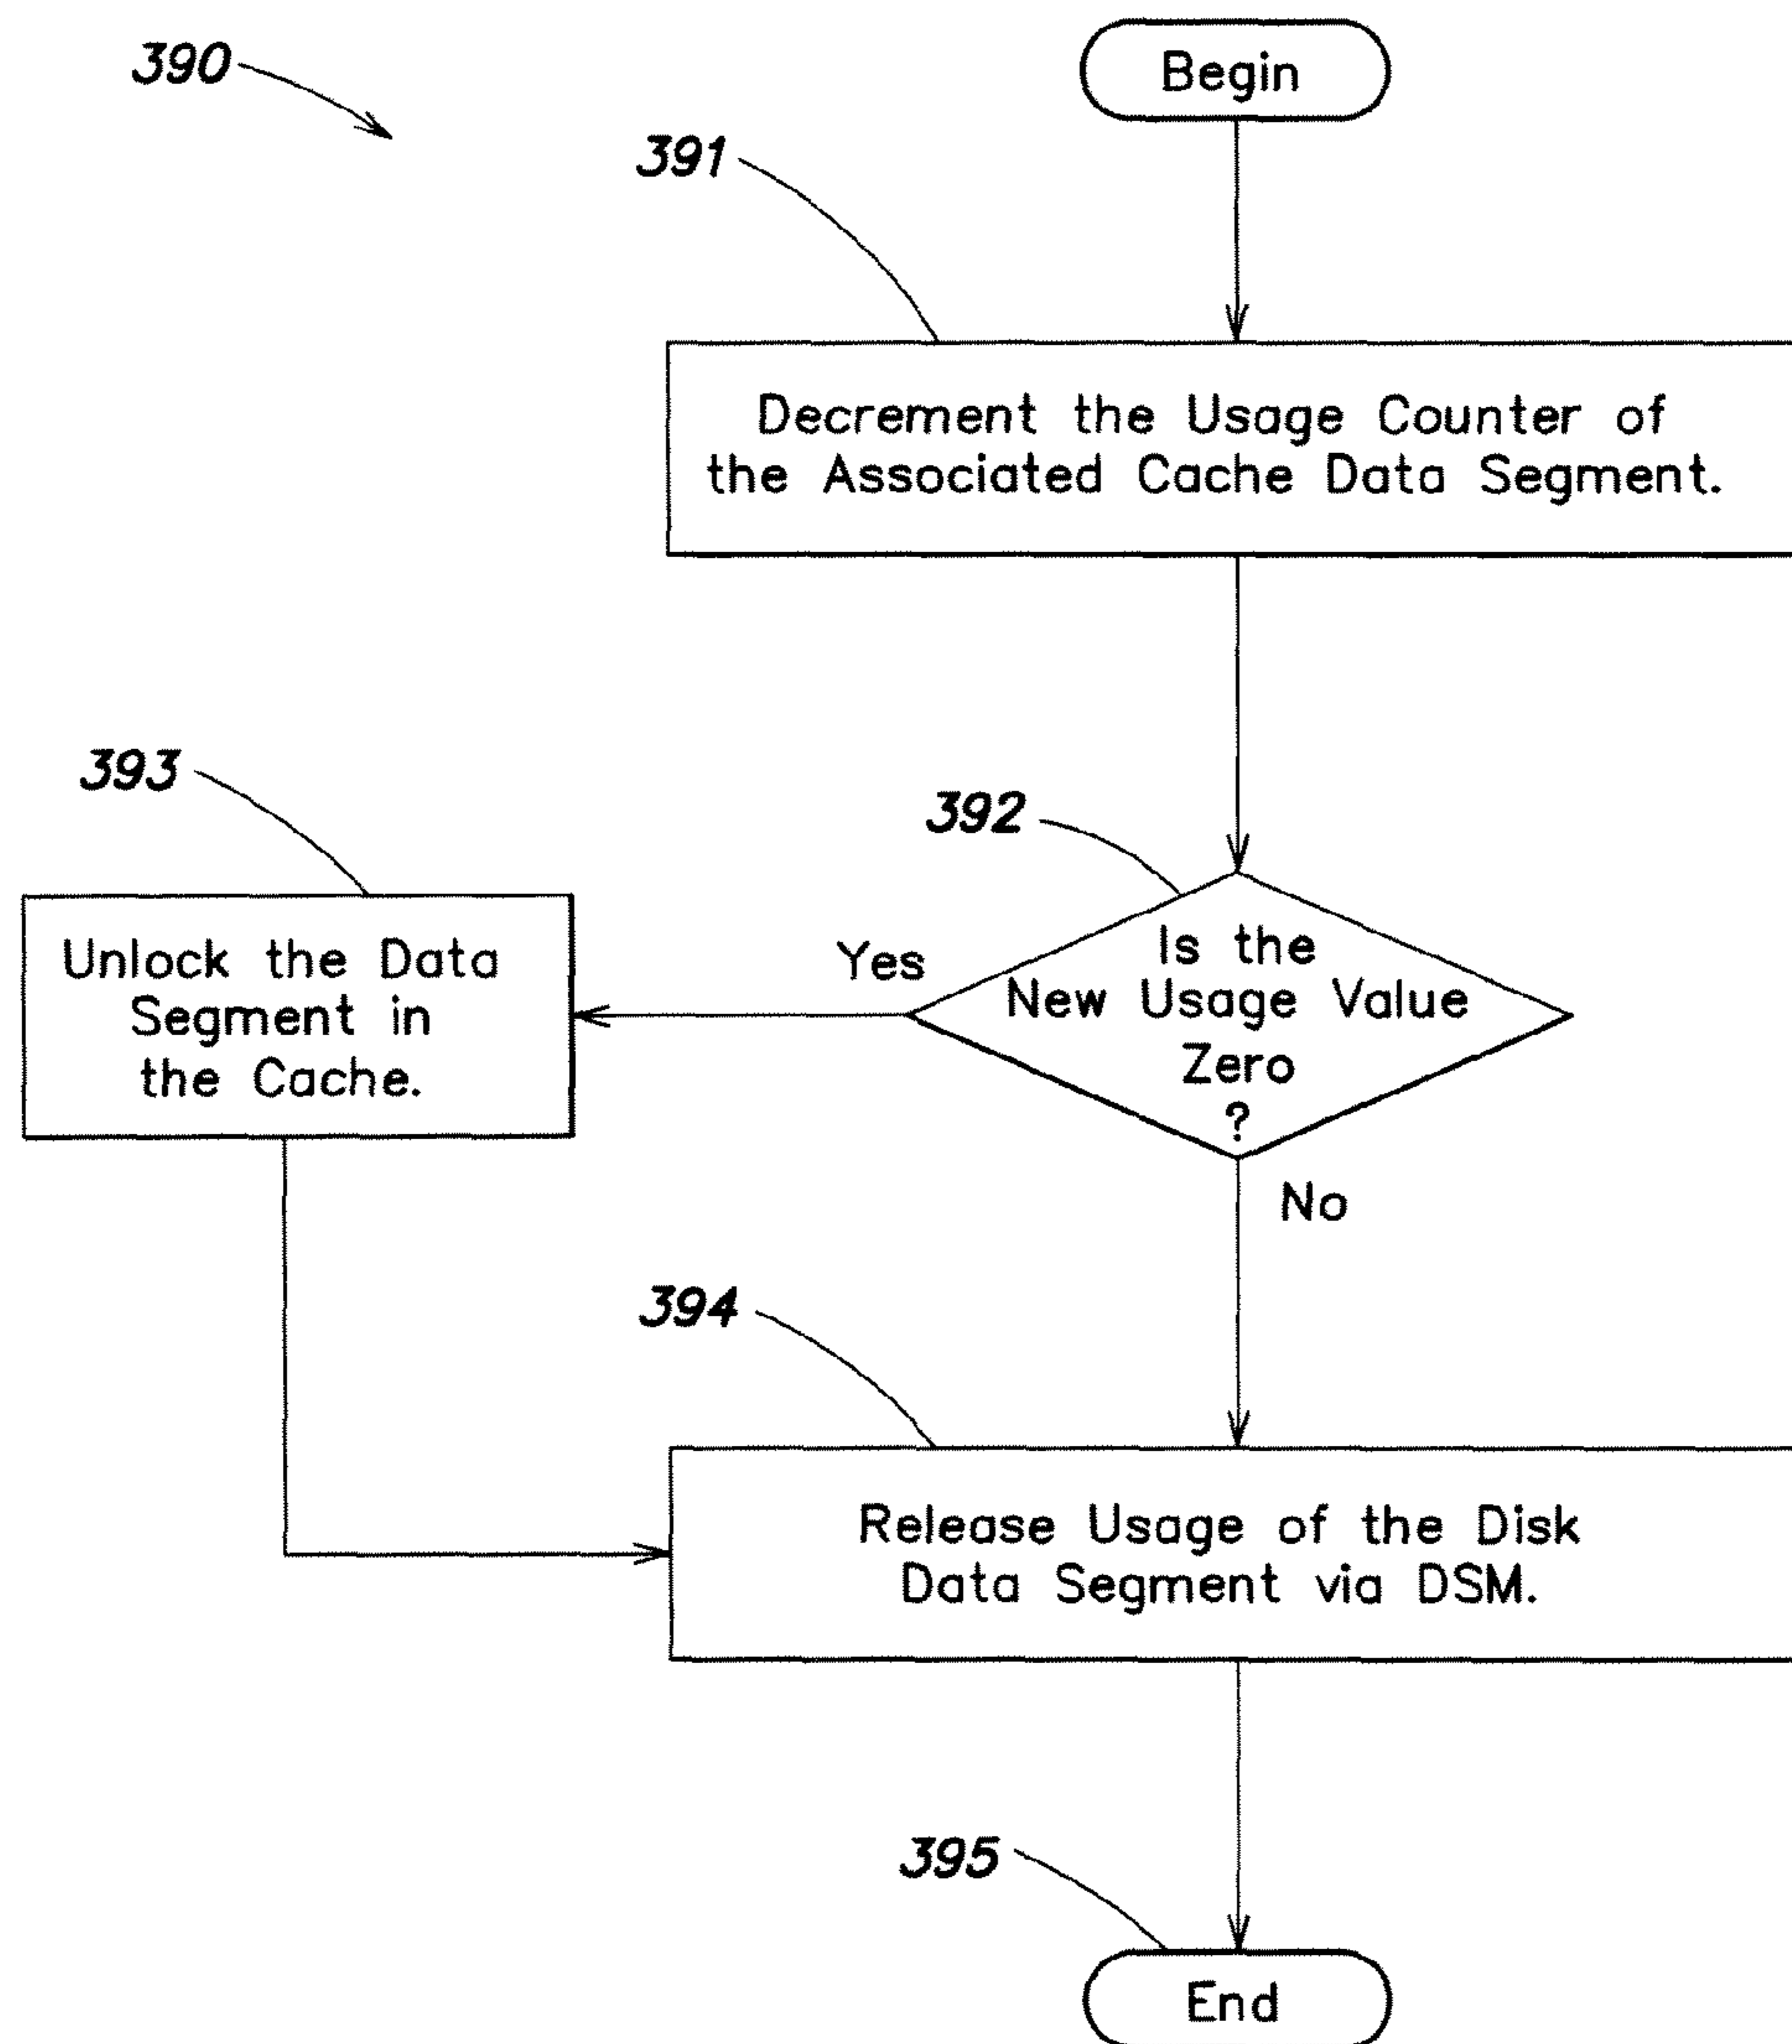 390
Begin
391
Decrement the Usage Counter of
the Associated Cache Data Segment.
393
392
Unlock the Data
Segment in
the Cache.
Yes
Is the
New Usage Value
Zero
?
No
394
Release Usage of the Disk
Data Segment via DSM.
395
End